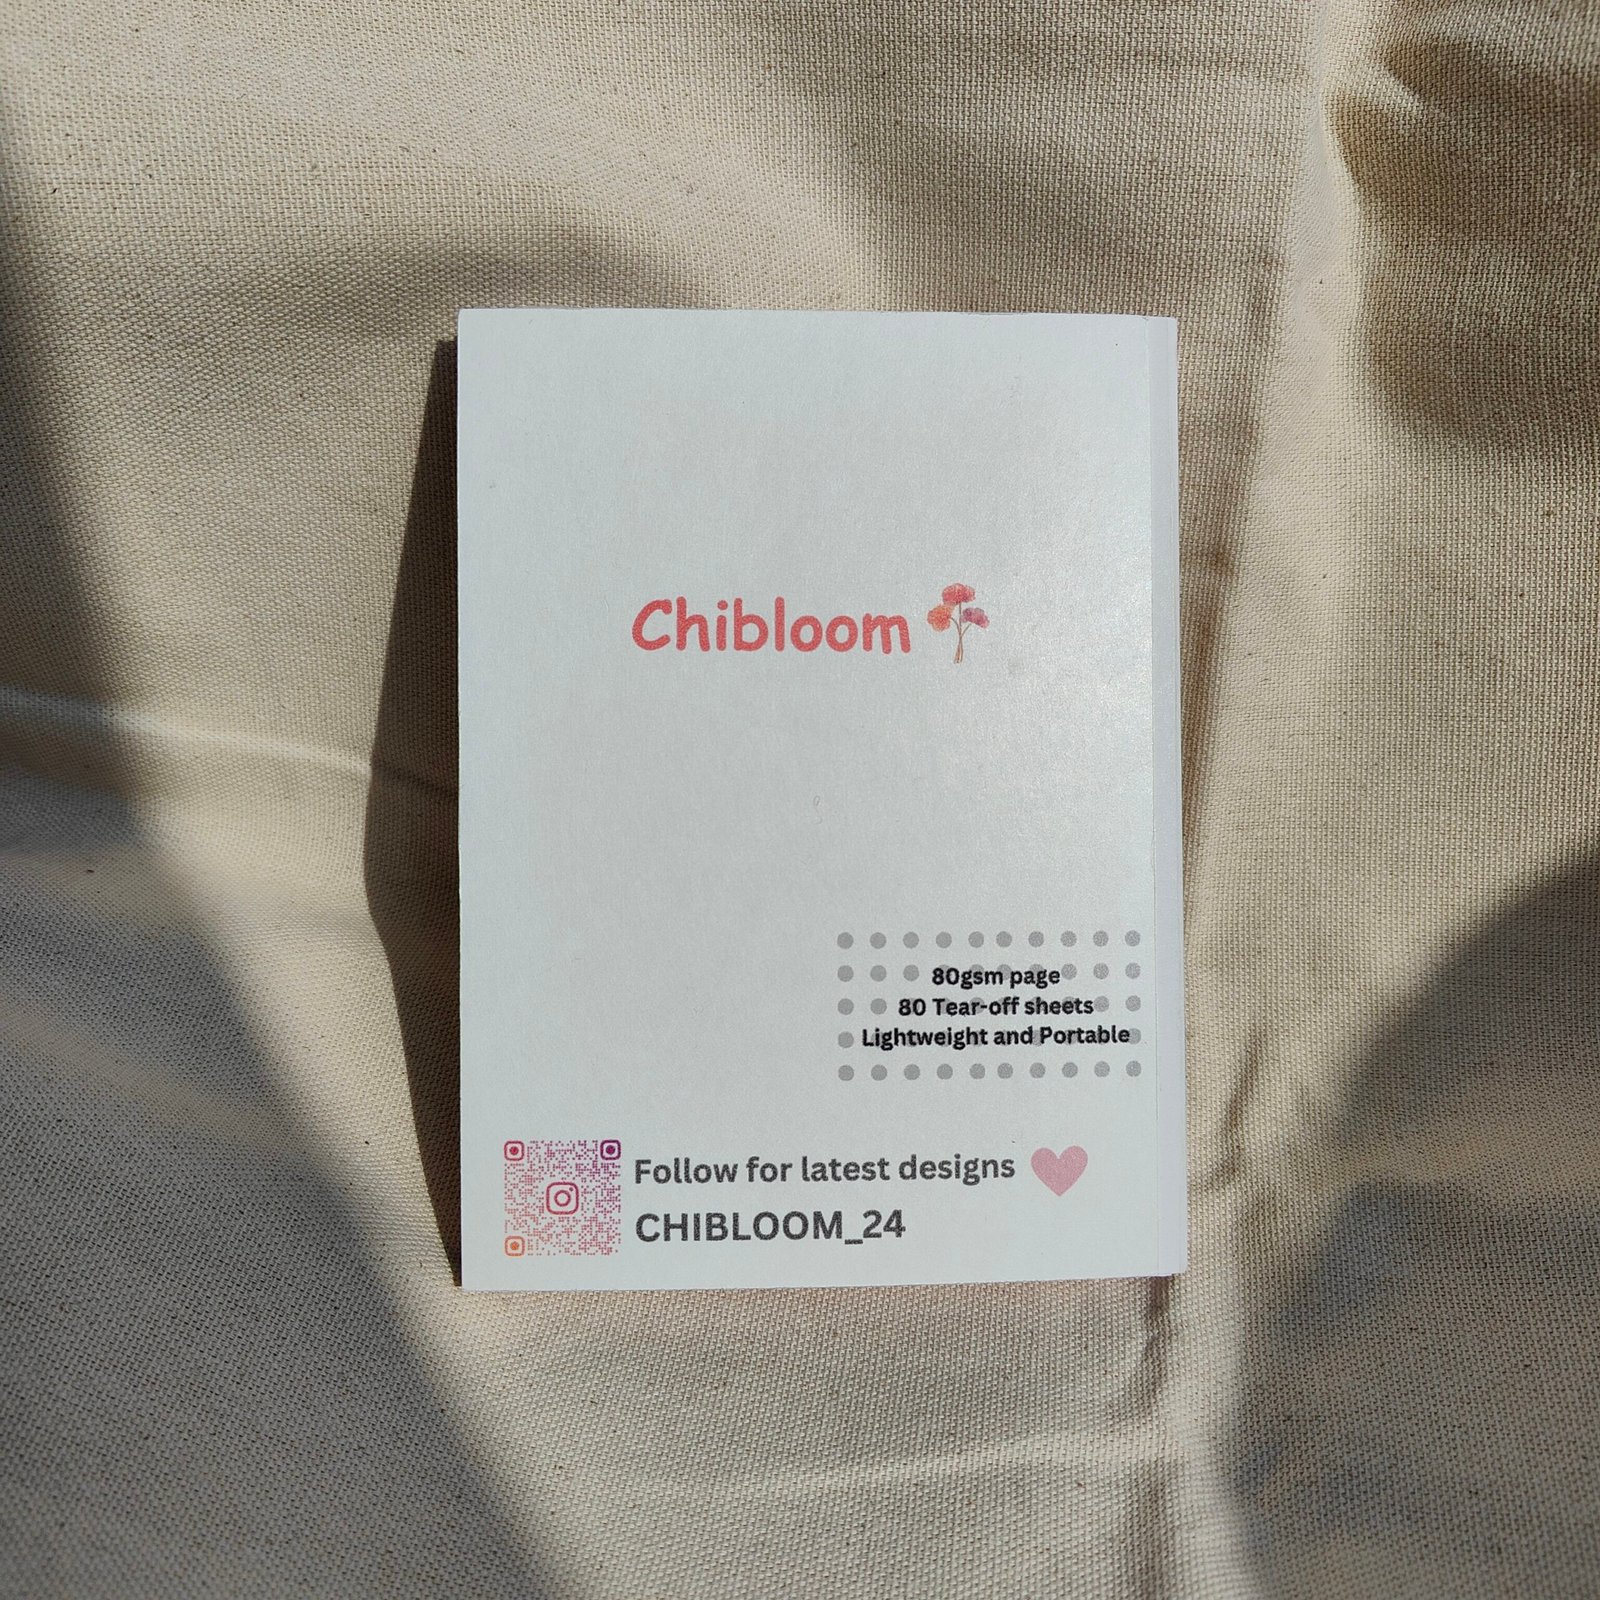 Chibloom
80gsm page
80 Tear-off sheets
Lightweight and Portable
Follow for latest designs
CHIBLOOM_24